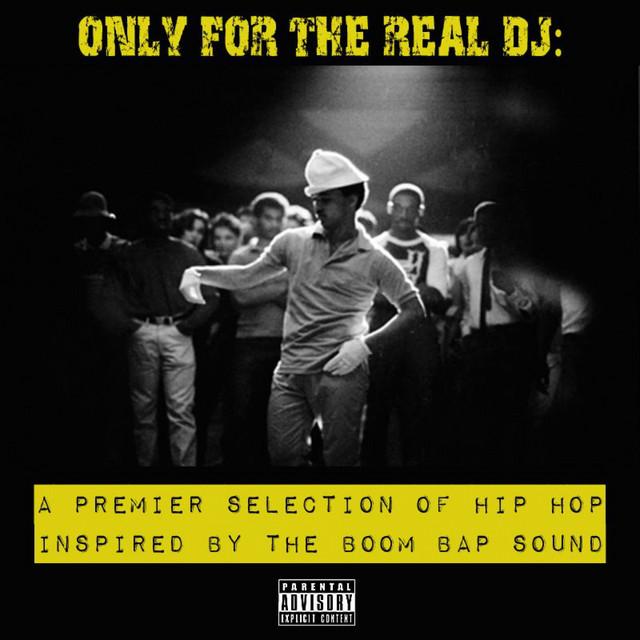 ONLY FOR THE REAL DJ:
A PREMIER SELECTION OF HIP HOP
INSPIRED BY THE BOOM BAP SOUND
PARENTAL
ADVISORY
EXPLICIT CONTENT